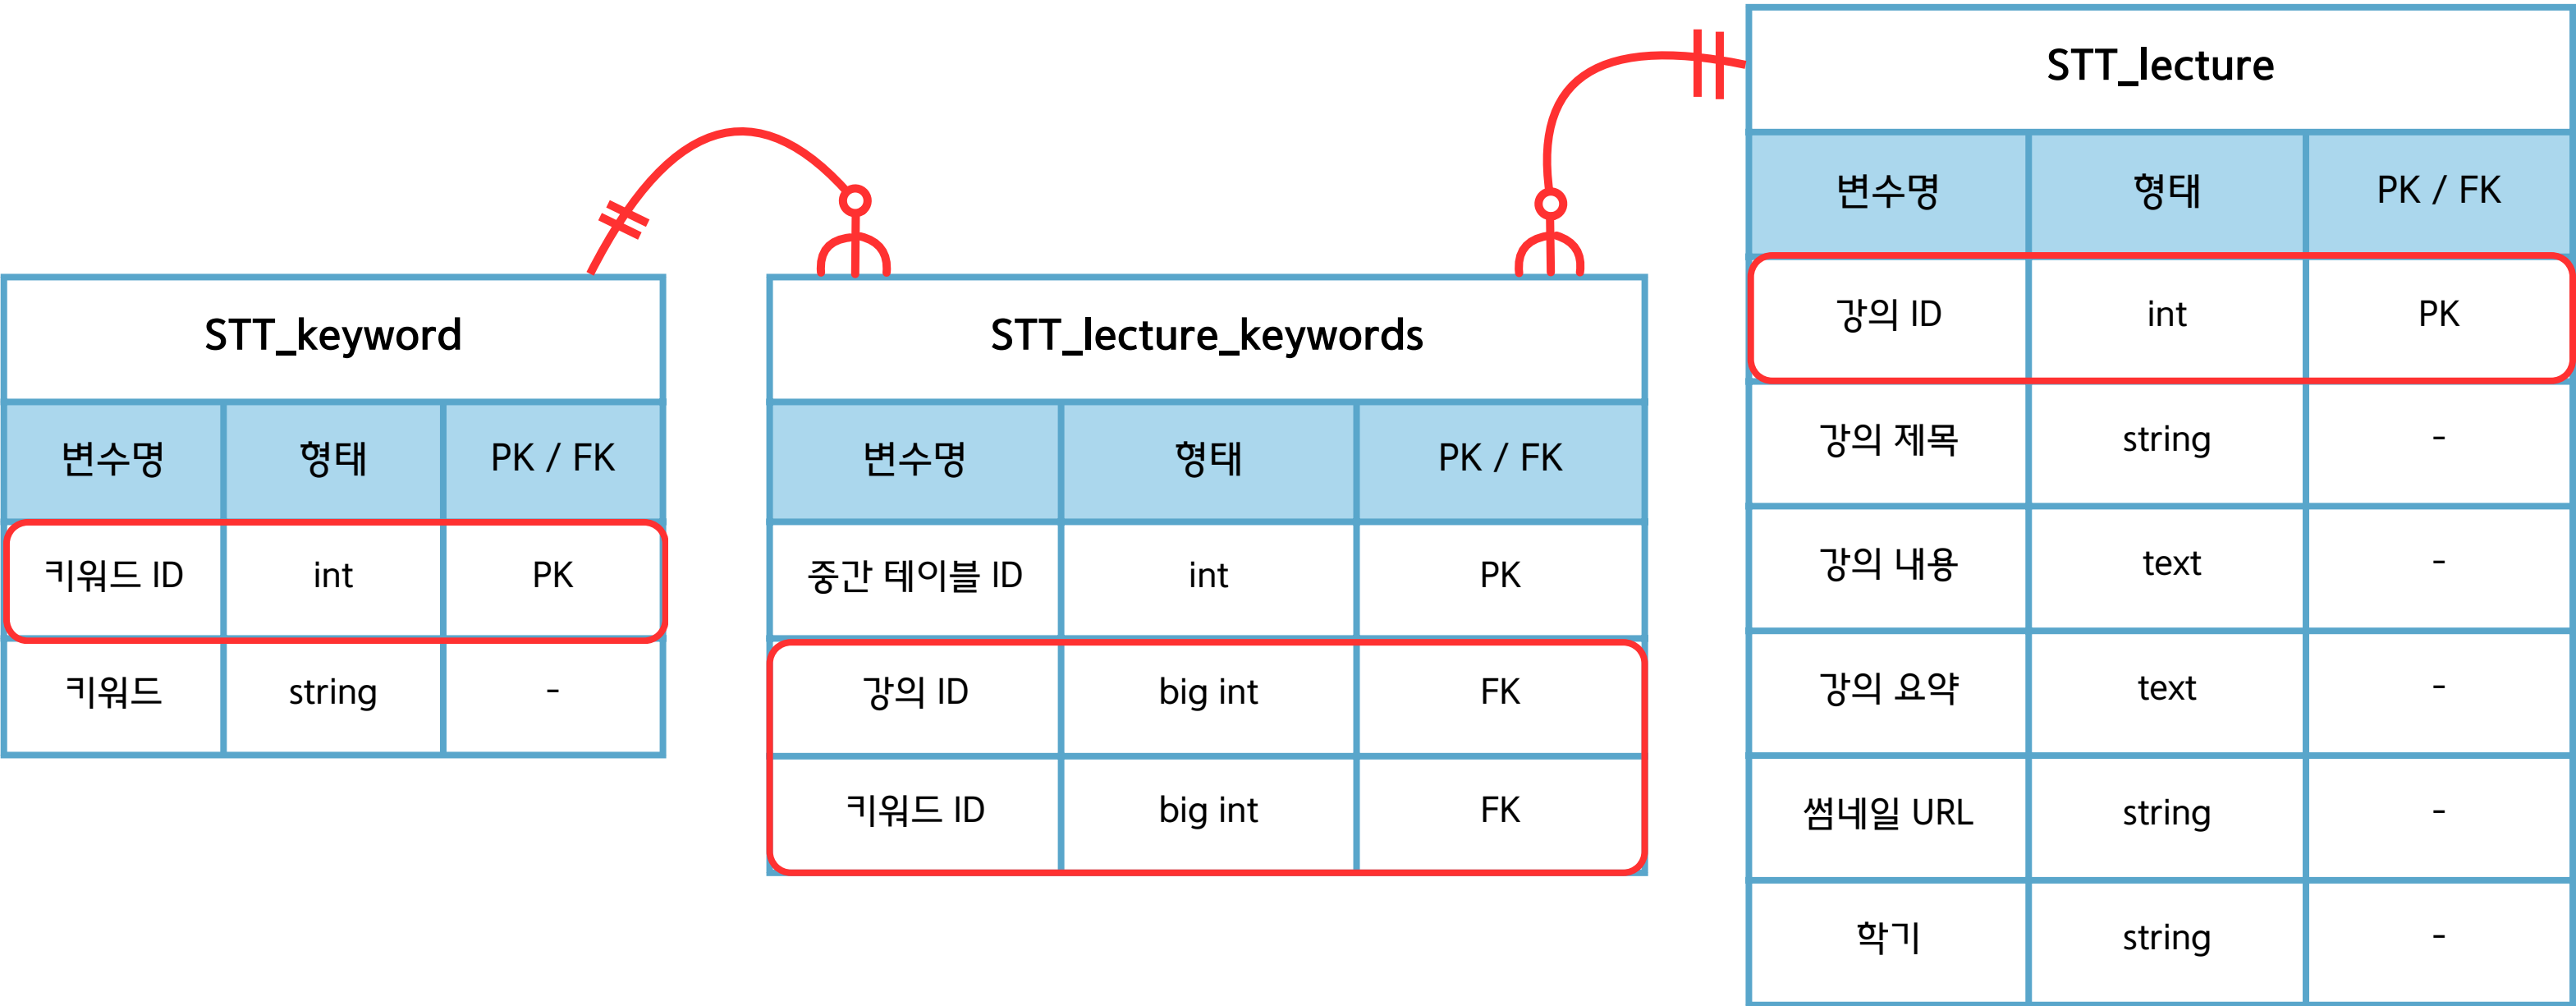 STT_keyword
변수명 형태 PK / FK
키워드 ID int PK
키워드 string -
STT_lecture_keywords
변수명 형태 PK / FK
중간 테이블 ID int PK
강의 ID big int FK
키워드 ID big int FK
STT_lecture
변수명 형태 PK / FK
강의 ID int PK
강의 제목 string -
강의 내용 text -
강의 요약 text -
썸네일 URL string -
학기 string -